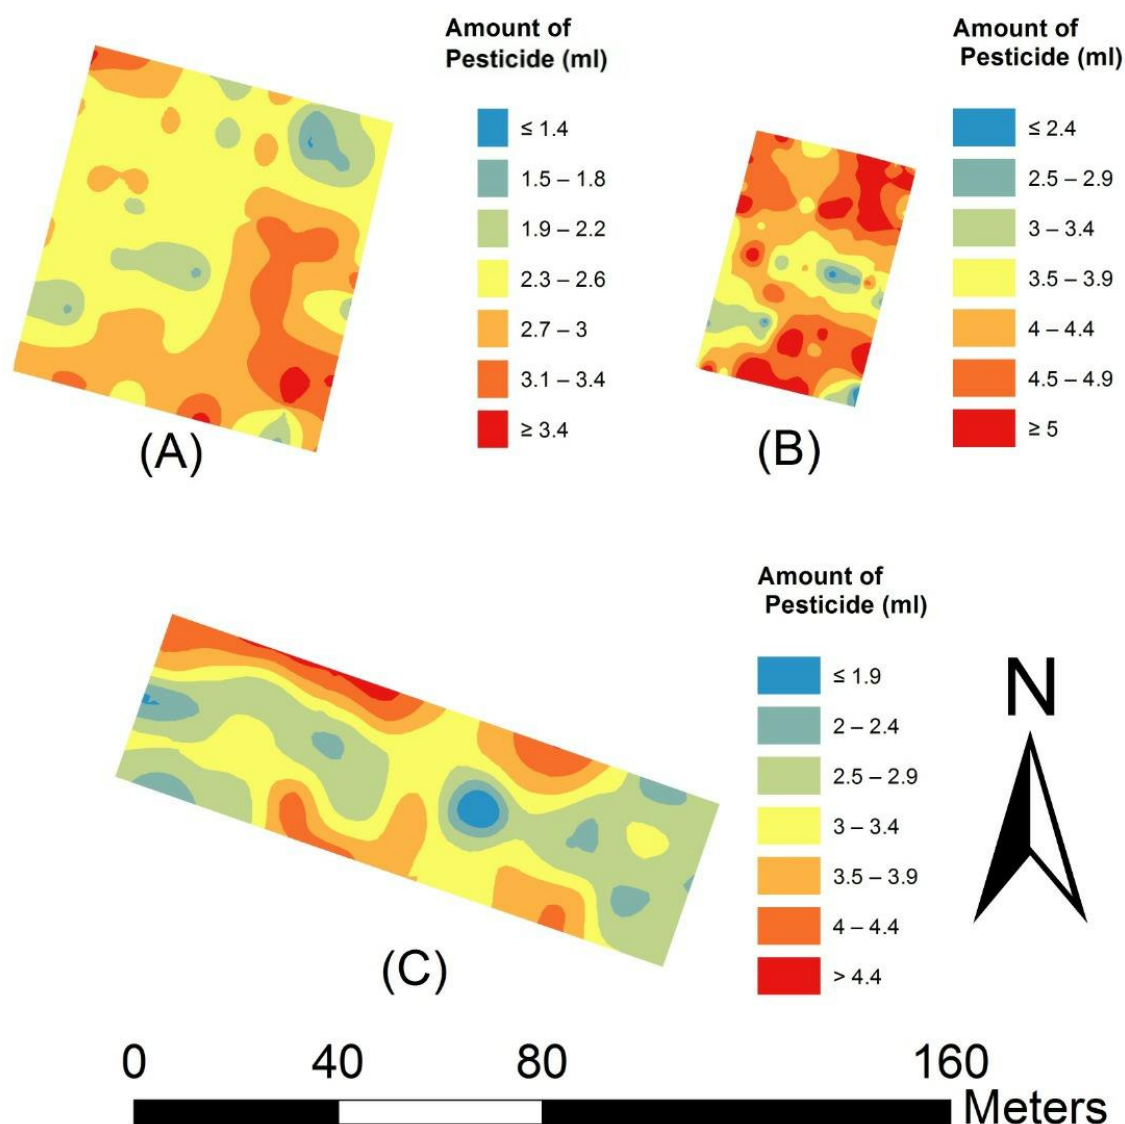 Amount of
Pesticide (ml)
≤ 1.4
1.5 – 1.8
1.9 – 2.2
2.3 – 2.6
2.7 – 3
3.1 – 3.4
≥ 3.4
(A)
Amount of
Pesticide (ml)
≤ 2.4
2.5 – 2.9
3 – 3.4
3.5 – 3.9
4 – 4.4
4.5 – 4.9
≥ 5
(B)
Amount of
Pesticide (ml)
≤ 1.9
2 – 2.4
2.5 – 2.9
3 – 3.4
3.5 – 3.9
4 – 4.4
> 4.4
(C)
N
0 40 80 160
Meters